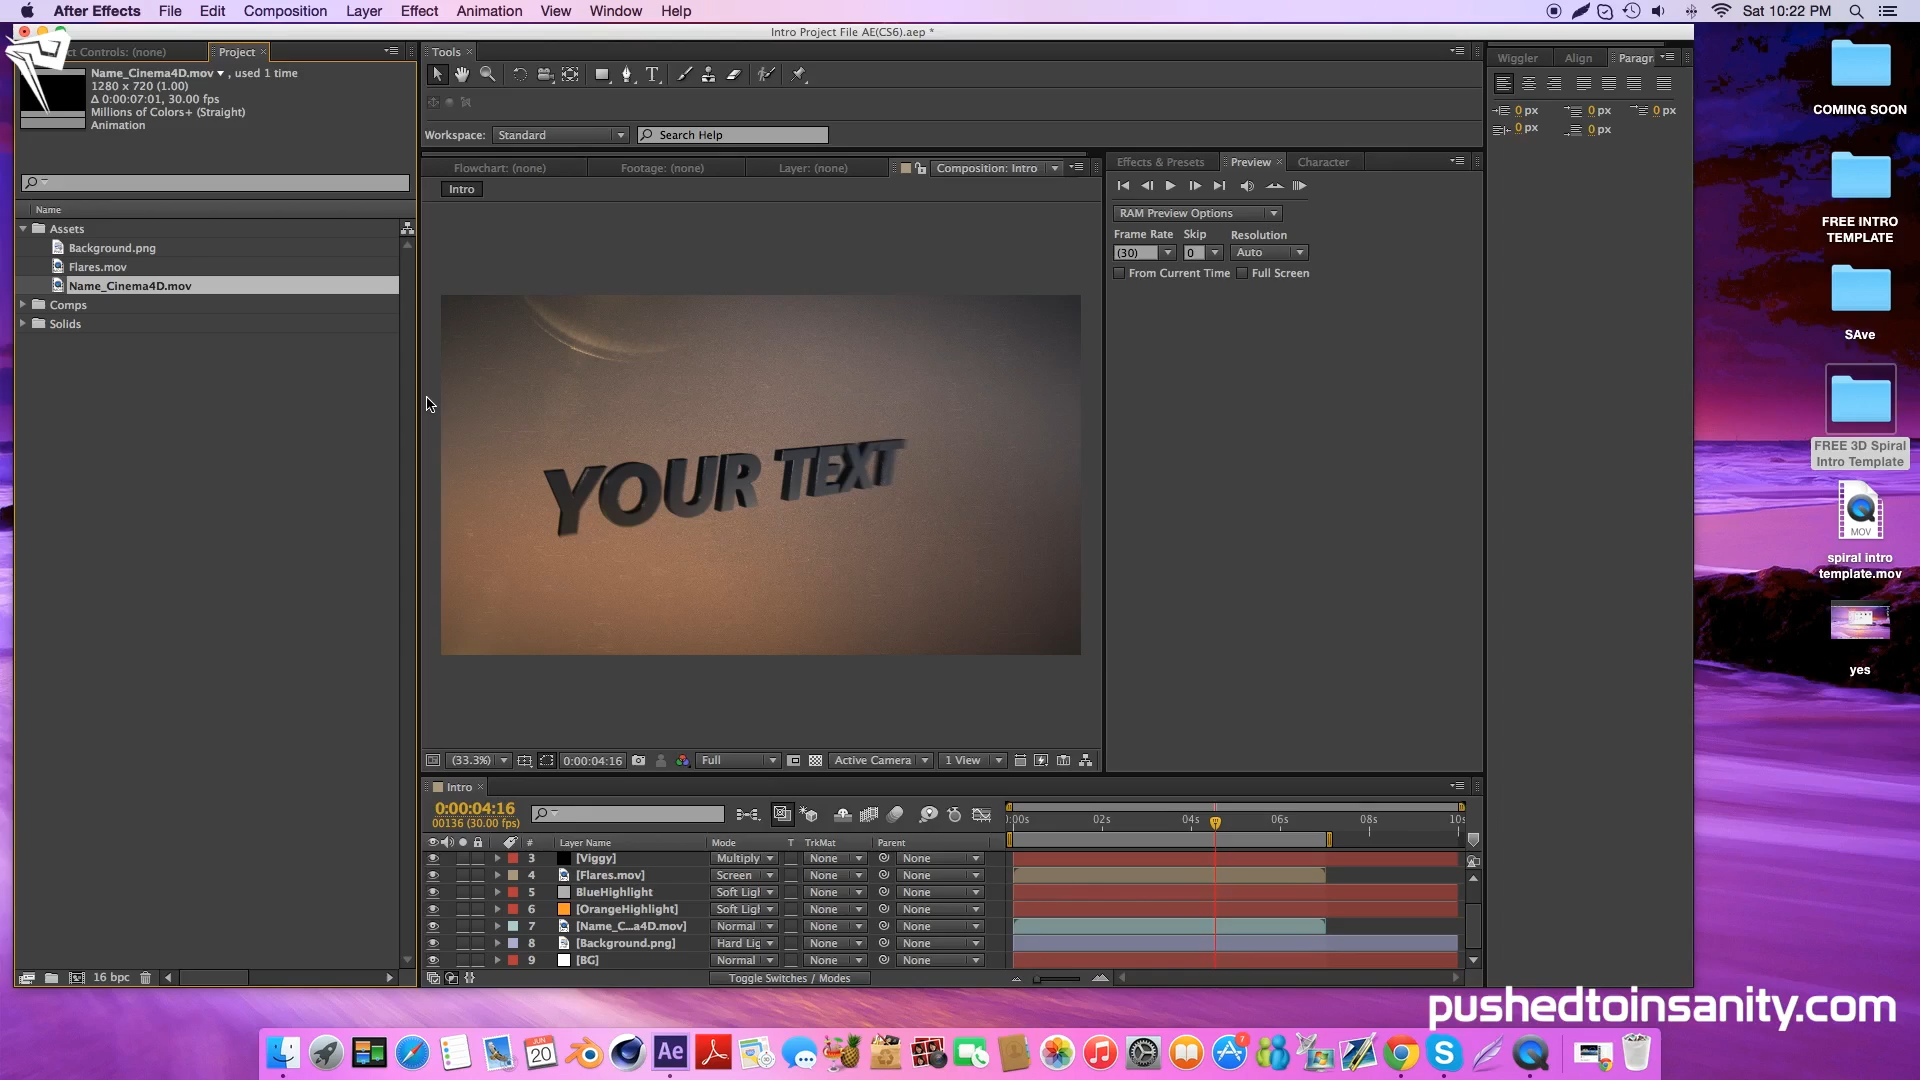 After Effects File Edit Composition Layer Effect Animation View Window Help Sat 10:22 PM
Intro Project File AE(CS6).aep *
Controls: (none) Project
Name_Cinema4D.mov , used 1 time
1280 x 720 (1.00)
Δ 0:00:07:01, 30.00 fps
Millions of Colors+ (Straight)
Animation
Name
Assets
Background.png
Flares.mov
Name_Cinema4D.mov
Comps
Solids
16 bpc
Tools
Workspace: Standard Search Help
Flowchart: (none) Footage: (none) Layer: (none) Composition: Intro
Intro
YOUR TEXT
(33.3%) 0:00:04:16 Full Active Camera 1 View
Effects & Presets Preview Character
RAM Preview Options
Frame Rate Skip Resolution
(30) 0 Auto
From Current Time Full Screen
Wiggler Align Paragr
0 px 0 px 0 px
0 px 0 px
Intro
0:00:04:16
00136 (30.00 fps)
):00s 02s 04s 06s 08s 10s
# Layer Name Mode T TrkMat Parent
3 [Viggy] Multiply None None
4 [Flares.mov] Screen None None
5 BlueHighlight Soft Ligh None None
6 [OrangeHighlight] Soft Ligh None None
7 [Name_C...a4D.mov] Normal None None
8 [Background.png] Hard Lig None None
9 [BG] Normal None None
Toggle Switches / Modes
COMING SOON
FREE INTRO
TEMPLATE
SAve
FREE 3D Spiral
Intro Template
MOV
spiral intro
template.mov
yes
pushedtoinsanity.com
JUN
20
Ae
7